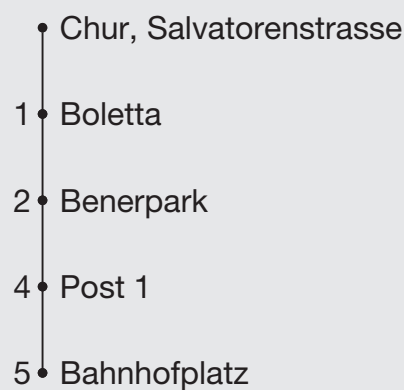 Chur, Salvatorenstrasse
1 Boletta
2 Benerpark
4 Post 1
5 Bahnhofplatz